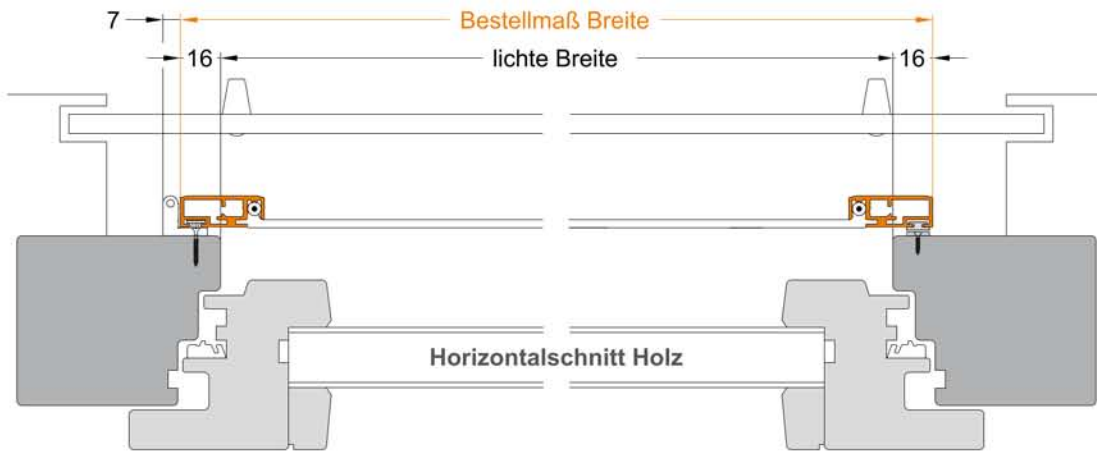 7 Bestellmaß Breite
16 lichte Breite 16
Horizontalschnitt Holz